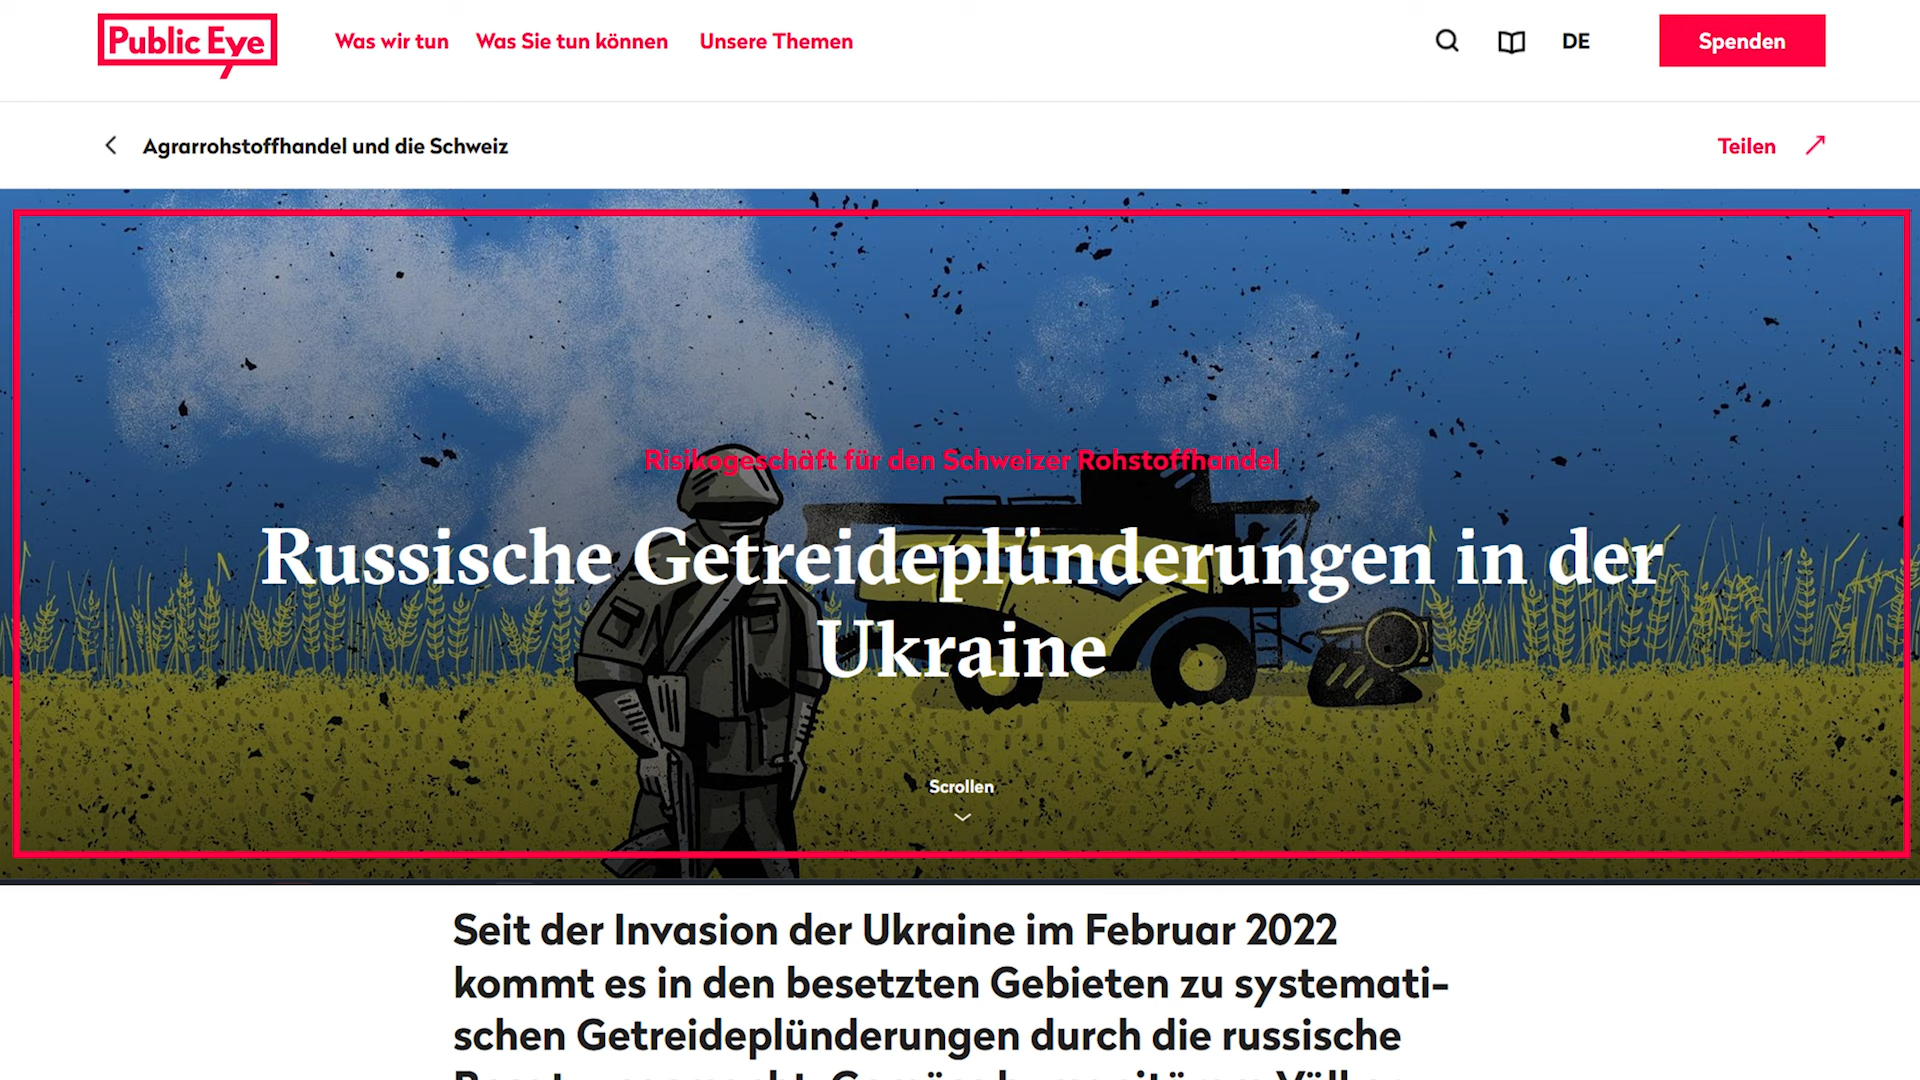 Public Eye
Was wir tun
Was Sie tun können
Unsere Themen
DE
Spenden
Agrarrohstoffhandel und die Schweiz
Teilen
Risikogeschäft für den Schweizer Rohstoffhandel
Russische Getreideplünderungen in der
Ukraine
Scrollen
Seit der Invasion der Ukraine im Februar 2022
kommt es in den besetzten Gebieten zu systemati-
schen Getreideplünderungen durch die russische